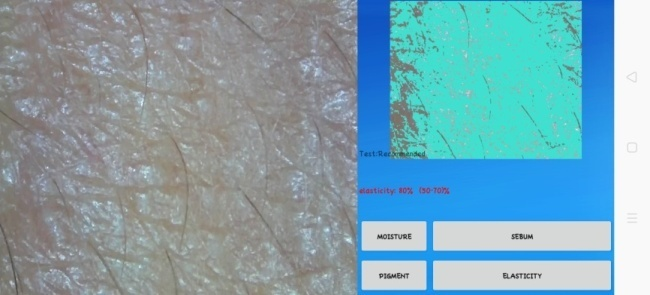 Test/Recommended
elasticity: 80% (50-70)%
MOISTURE
SEBUM
PIGMENT
ELASTICITY